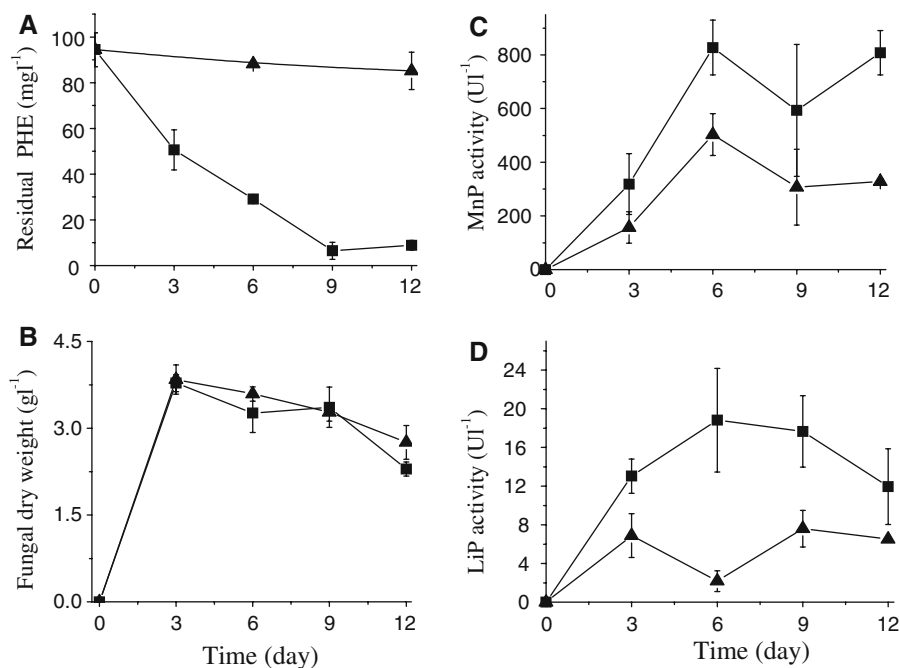 A
Residual PHE (mgl⁻¹)
100
80
60
40
20
0
0 3 6 9 12
B
Fungal dry weight (gl⁻¹)
4.5
3.0
1.5
0.0
0 3 6 9 12
Time (day)
C
MnP activity (Ul⁻¹)
800
600
400
200
0
0 3 6 9 12
D
LiP activity (Ul⁻¹)
24
20
16
12
8
4
0
0 3 6 9 12
Time (day)